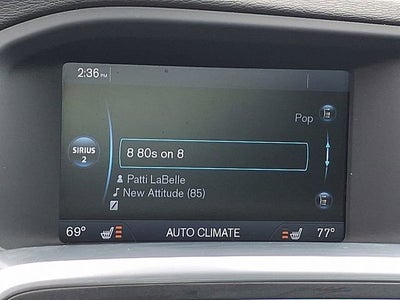 2:36 PM
Pop
SIRIUS
2
8 80s on 8
Patti LaBelle
New Attitude (85)
69° AUTO CLIMATE 77°